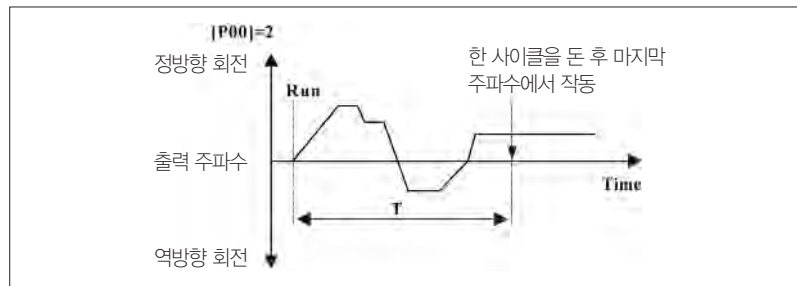 [P00]=2
정방향 회전
한 사이클을 돈 후 마지막
주파수에서 작동
Run
출력 주파수
Time
T
역방향 회전